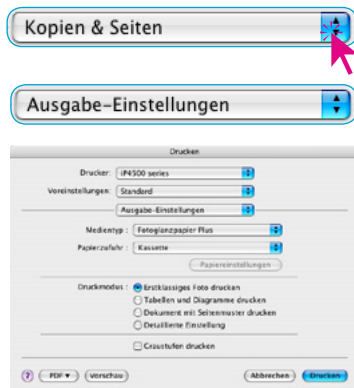 Kopien & Seiten
Ausgabe-Einstellungen
Drucken
Drucker: iP4500 series
Voreinstellungen: Standard
Ausgabe-Einstellungen
Medientyp : Fotoglanzpapier Plus
Papierzufuhr : Kassette
Papiereinstellungen
Druckmodus : Erstklassiges Foto drucken
Tabellen und Diagramme drucken
Dokument mit Seitenmuster drucken
Detaillierte Einstellung
Graustufen drucken
? PDF ▼ Vorschau Abbrechen Drucken